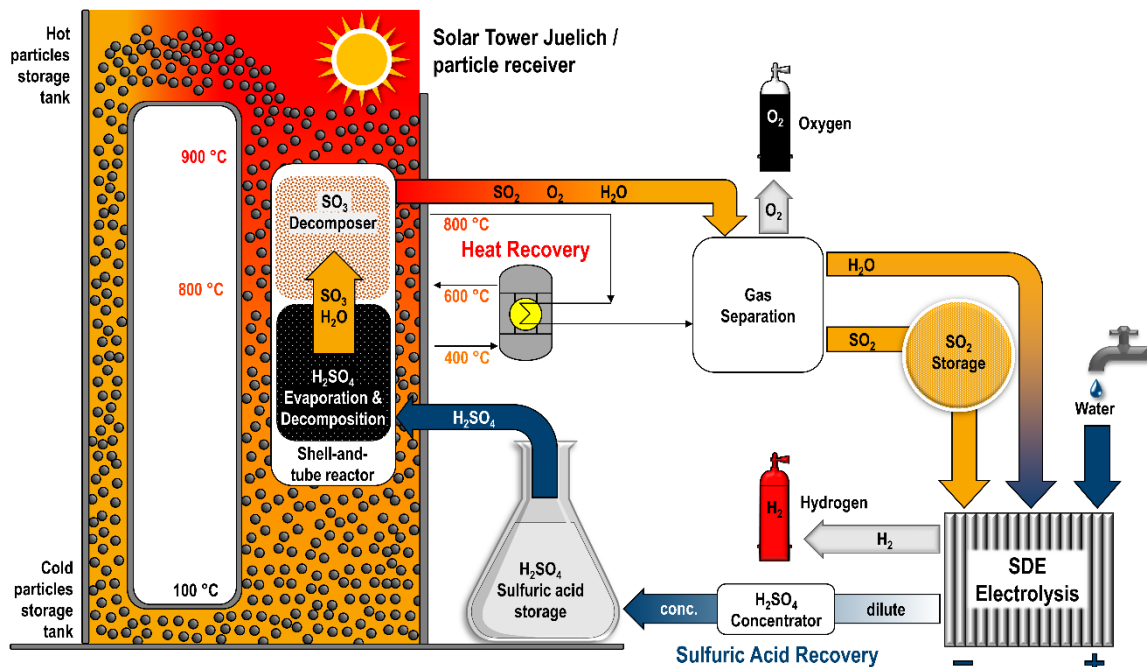 Hot
particles
storage
tank
Solar Tower Juelich /
particle receiver
900 °C
800 °C
100 °C
SO₃
Decomposer
SO₃
H₂O
H₂SO₄
Evaporation &
Decomposition
Shell-and-
tube reactor
Cold
particles
storage
tank
SO₂ O₂ H₂O
800 °C
Heat Recovery
600 °C
400 °C
O₂
Oxygen
O₂
Gas
Separation
H₂O
SO₂
SO₂
Storage
Water
H₂SO₄
H₂SO₄
Sulfuric acid
storage
H₂
Hydrogen
H₂
SDE
Electrolysis
– +
conc.
H₂SO₄
Concentrator
dilute
Sulfuric Acid Recovery